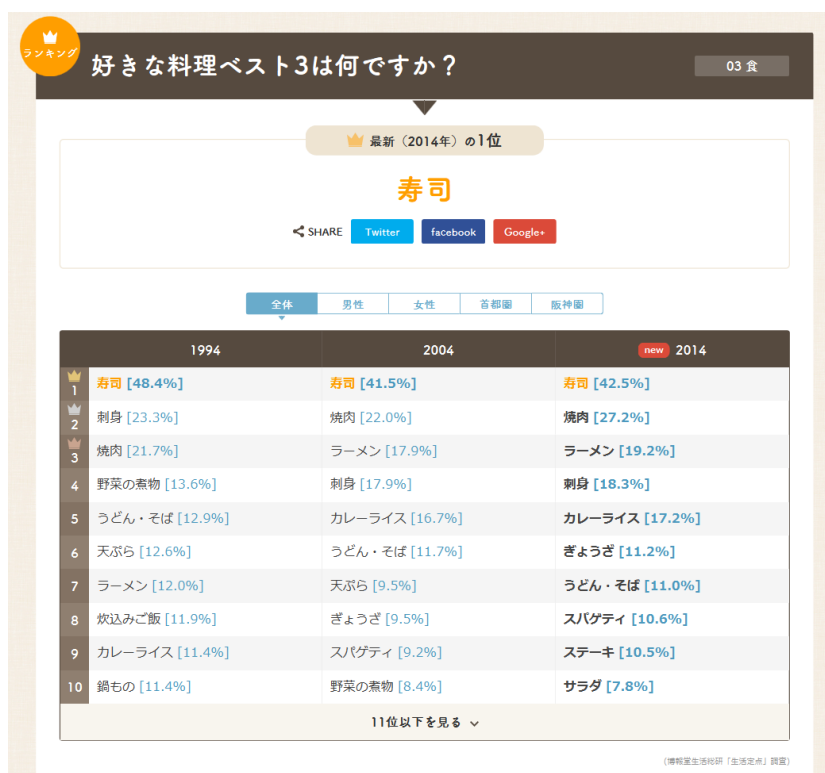 ランキング
好きな料理ベスト3は何ですか？
03 食
最新（2014年）の1位
寿司
SHARE Twitter facebook Google+
全体 男性 女性 首都圏 阪神圏
1994 2004 new 2014
1 寿司 [48.4%] 寿司 [41.5%] 寿司 [42.5%]
2 刺身 [23.3%] 焼肉 [22.0%] 焼肉 [27.2%]
3 焼肉 [21.7%] ラーメン [17.9%] ラーメン [19.2%]
4 野菜の煮物 [13.6%] 刺身 [17.9%] 刺身 [18.3%]
5 うどん・そば [12.9%] カレーライス [16.7%] カレーライス [17.2%]
6 天ぷら [12.6%] うどん・そば [11.7%] ぎょうざ [11.2%]
7 ラーメン [12.0%] 天ぷら [9.5%] うどん・そば [11.0%]
8 炊込みご飯 [11.9%] ぎょうざ [9.5%] スパゲティ [10.6%]
9 カレーライス [11.4%] スパゲティ [9.2%] ステーキ [10.5%]
10 鍋もの [11.4%] 野菜の煮物 [8.4%] サラダ [7.8%]
11位以下を見る
(博報堂生活総研「生活定点」調査)